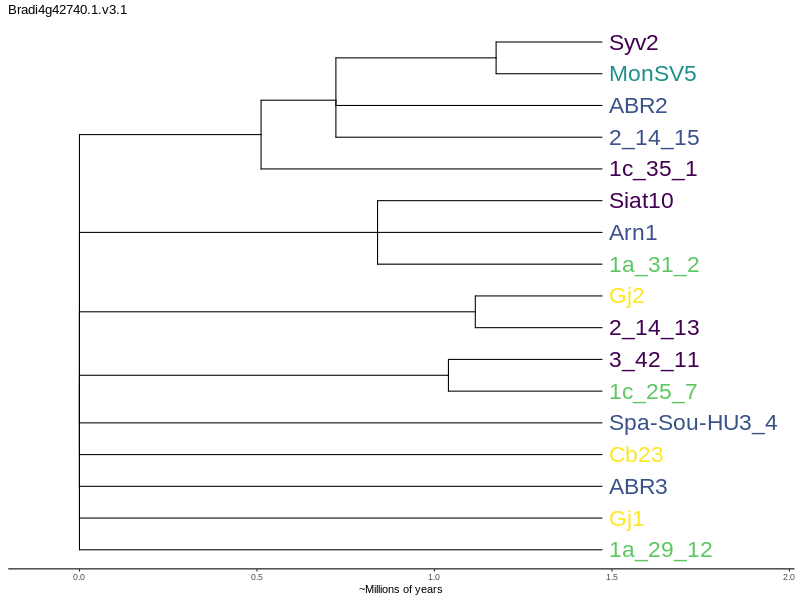 Bradi4g42740.1.v3.1
Syv2
MonSV5
ABR2
2_14_15
1c_35_1
Siat10
Arn1
1a_31_2
Gj2
2_14_13
3_42_11
1c_25_7
Spa-Sou-HU3_4
Cb23
ABR3
Gj1
1a_29_12
0.0 0.5 1.0 1.5 2.0
~Millions of years